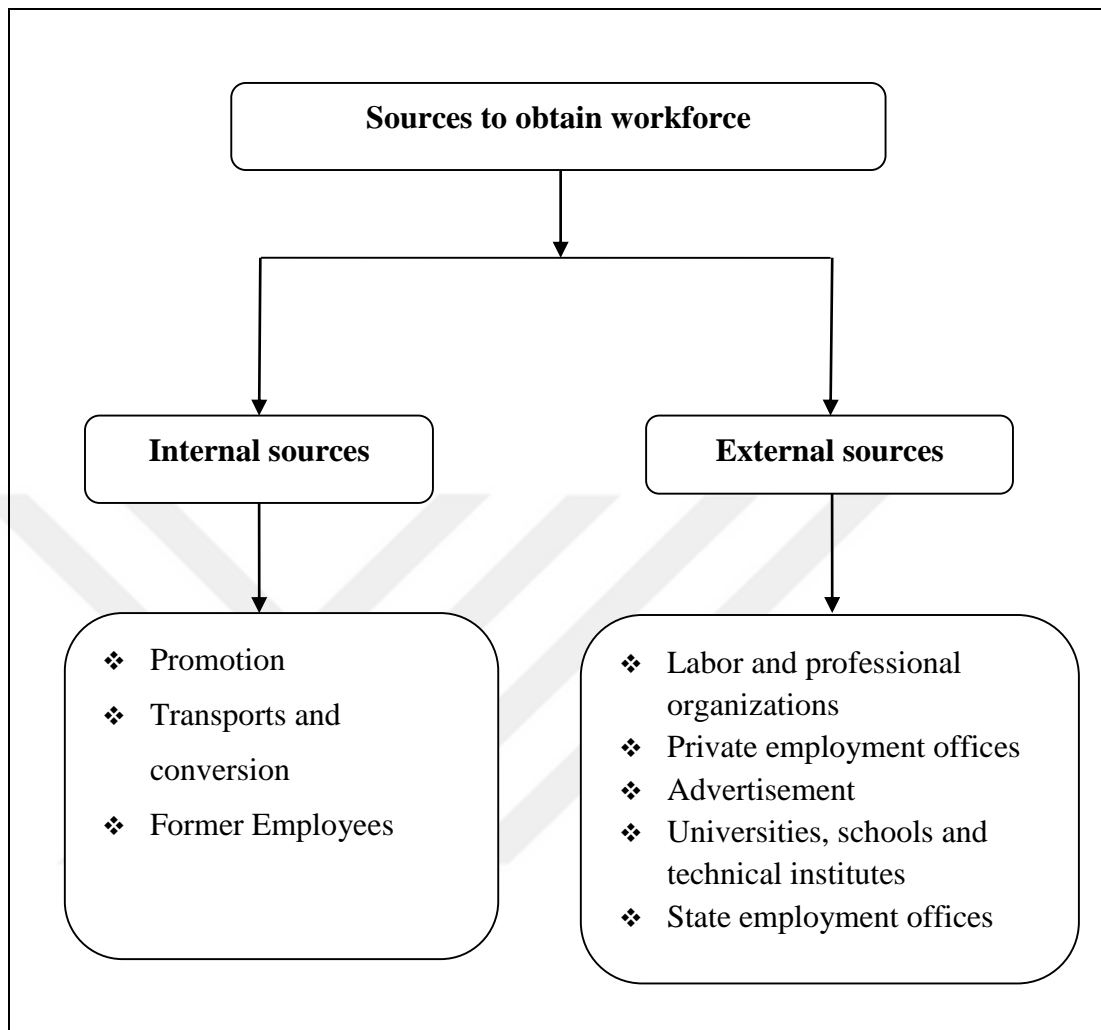 Sources to obtain workforce
Internal sources
External sources
❖ Promotion
❖ Transports and
conversion
❖ Former Employees
❖ Labor and professional
organizations
❖ Private employment offices
❖ Advertisement
❖ Universities, schools and
technical institutes
❖ State employment offices